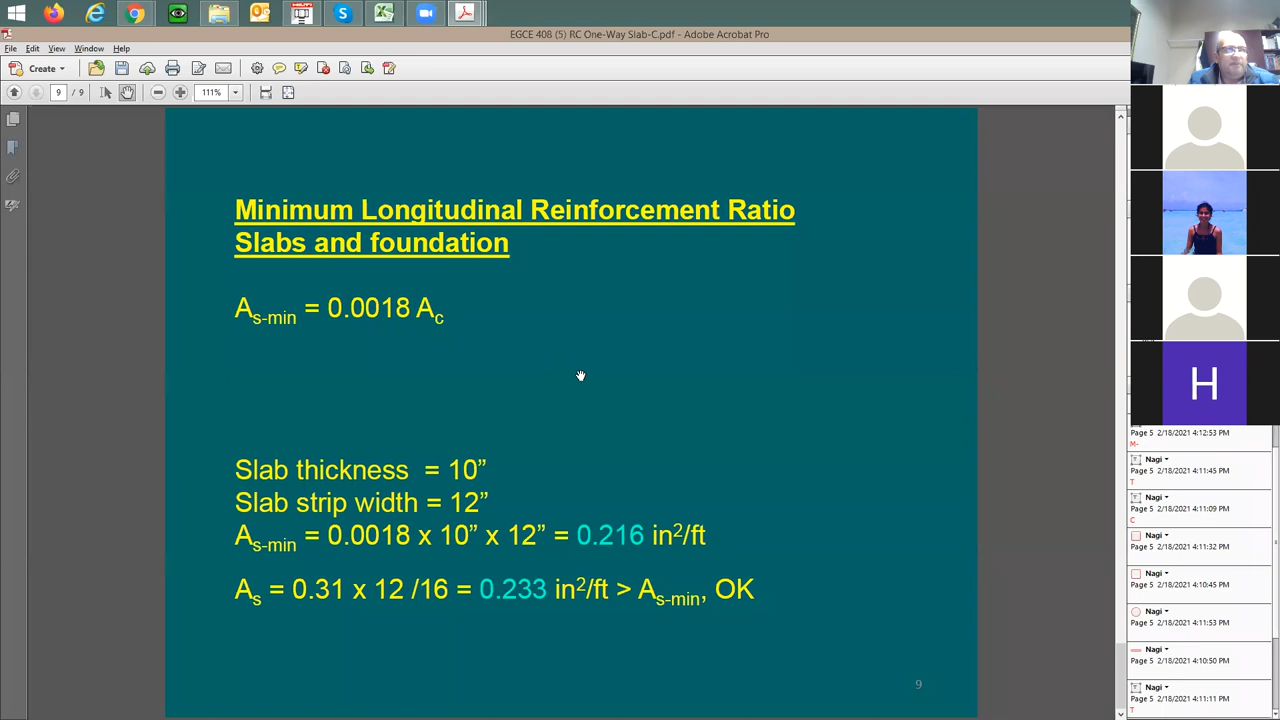 EGCE 408 (5) RC One-Way Slab-C.pdf - Adobe Acrobat Pro
File Edit View Window Help
Create
9 / 9
111%
Minimum Longitudinal Reinforcement Ratio
Slabs and foundation
As-min = 0.0018 Ac
Slab thickness = 10”
Slab strip width = 12”
As-min = 0.0018 x 10” x 12” = 0.216 in²/ft
As = 0.31 x 12 /16 = 0.233 in²/ft > As-min, OK
9
H
Page 5 2/18/2021 4:12:53 PM
M-
Nagi
Page 5 2/18/2021 4:11:45 PM
T
Nagi
Page 5 2/18/2021 4:11:09 PM
C
Nagi
Page 5 2/18/2021 4:11:32 PM
Nagi
Page 5 2/18/2021 4:10:45 PM
Nagi
Page 5 2/18/2021 4:11:53 PM
Nagi
Page 5 2/18/2021 4:10:50 PM
Nagi
Page 5 2/18/2021 4:11:11 PM
T